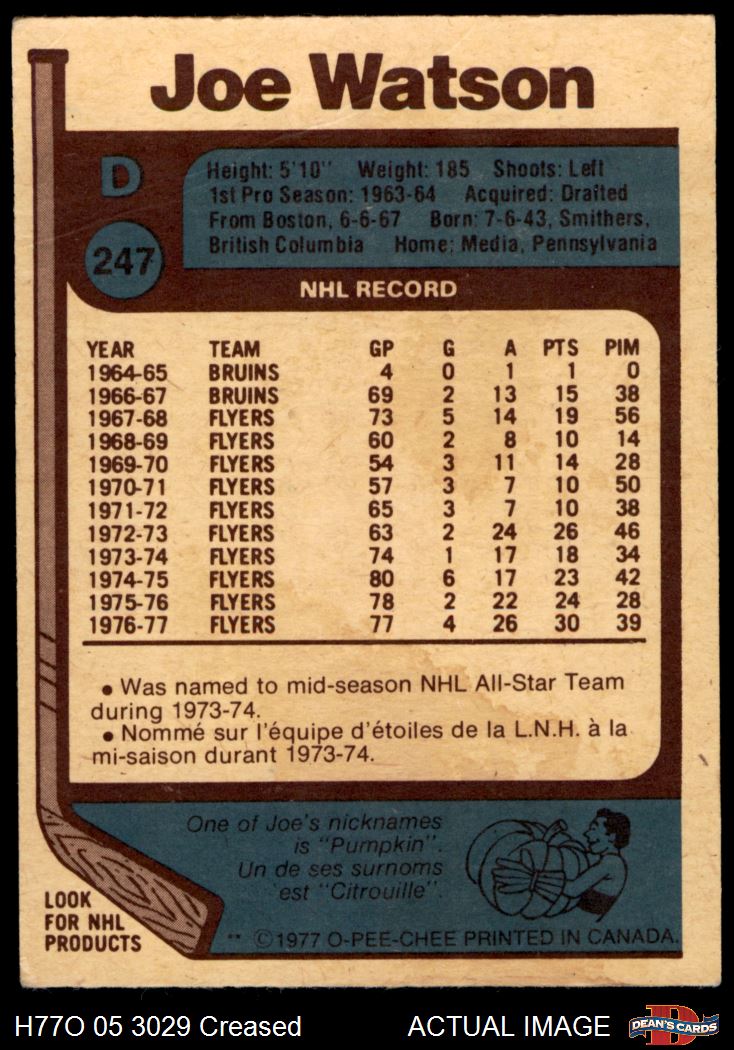 Joe Watson
D
247
Height: 5'10" Weight: 185 Shoots: Left
1st Pro Season: 1963-64 Acquired: Drafted
From Boston, 6-6-67 Born: 7-6-43, Smithers,
British Columbia Home: Media, Pennsylvania
NHL RECORD
YEAR TEAM GP G A PTS PIM
1964-65 BRUINS 4 0 1 1 0
1966-67 BRUINS 69 2 13 15 38
1967-68 FLYERS 73 5 14 19 56
1968-69 FLYERS 60 2 8 10 14
1969-70 FLYERS 54 3 11 14 28
1970-71 FLYERS 57 3 7 10 50
1971-72 FLYERS 65 3 7 10 38
1972-73 FLYERS 63 2 24 26 46
1973-74 FLYERS 74 1 17 18 34
1974-75 FLYERS 80 6 17 23 42
1975-76 FLYERS 78 2 22 24 28
1976-77 FLYERS 77 4 26 30 39
• Was named to mid-season NHL All-Star Team
during 1973-74.
• Nommé sur l'équipe d'étoiles de la L.N.H. à la
mi-saison durant 1973-74.
One of Joe's nicknames
is "Pumpkin".
Un de ses surnoms
est "Citrouille".
LOOK
FOR NHL
PRODUCTS
** ©1977 O-PEE-CHEE PRINTED IN CANADA.
H77O 05 3029 Creased ACTUAL IMAGE
D
DEAN'S CARDS